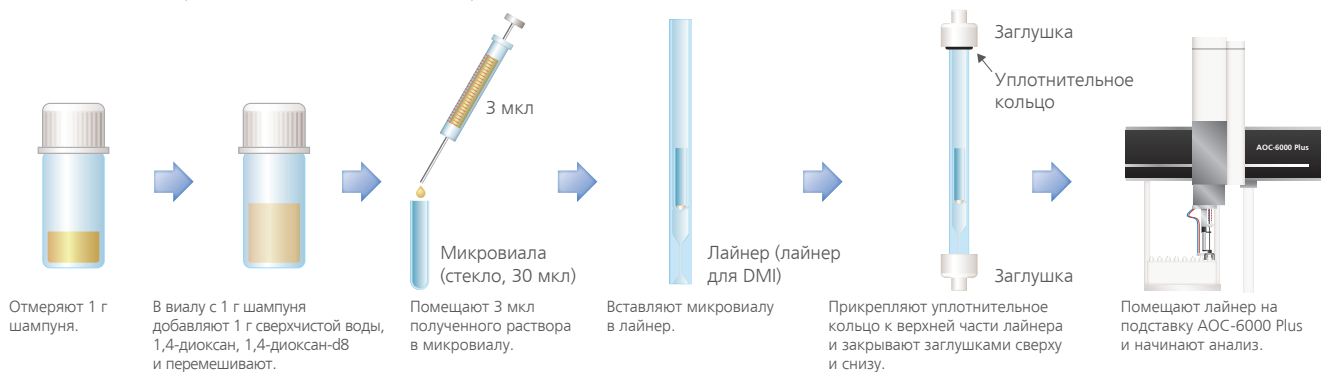 3 мкл
Микровиала
(стекло, 30 мкл)
Лайнер (лайнер
для DMI)
Заглушка
Уплотнительное
кольцо
Заглушка
AOC-6000 Plus
Отмеряют 1 г
шампуня.
В виалу с 1 г шампуня
добавляют 1 г сверхчистой воды,
1,4-диоксан, 1,4-диоксан-d8
и перемешивают.
Помещают 3 мкл
полученного раствора
в микровиалу.
Вставляют микровиалу
в лайнер.
Прикрепляют уплотнительное
кольцо к верхней части лайнера
и закрывают заглушками сверху
и снизу.
Помещают лайнер на
подставку AOC-6000 Plus
и начинают анализ.